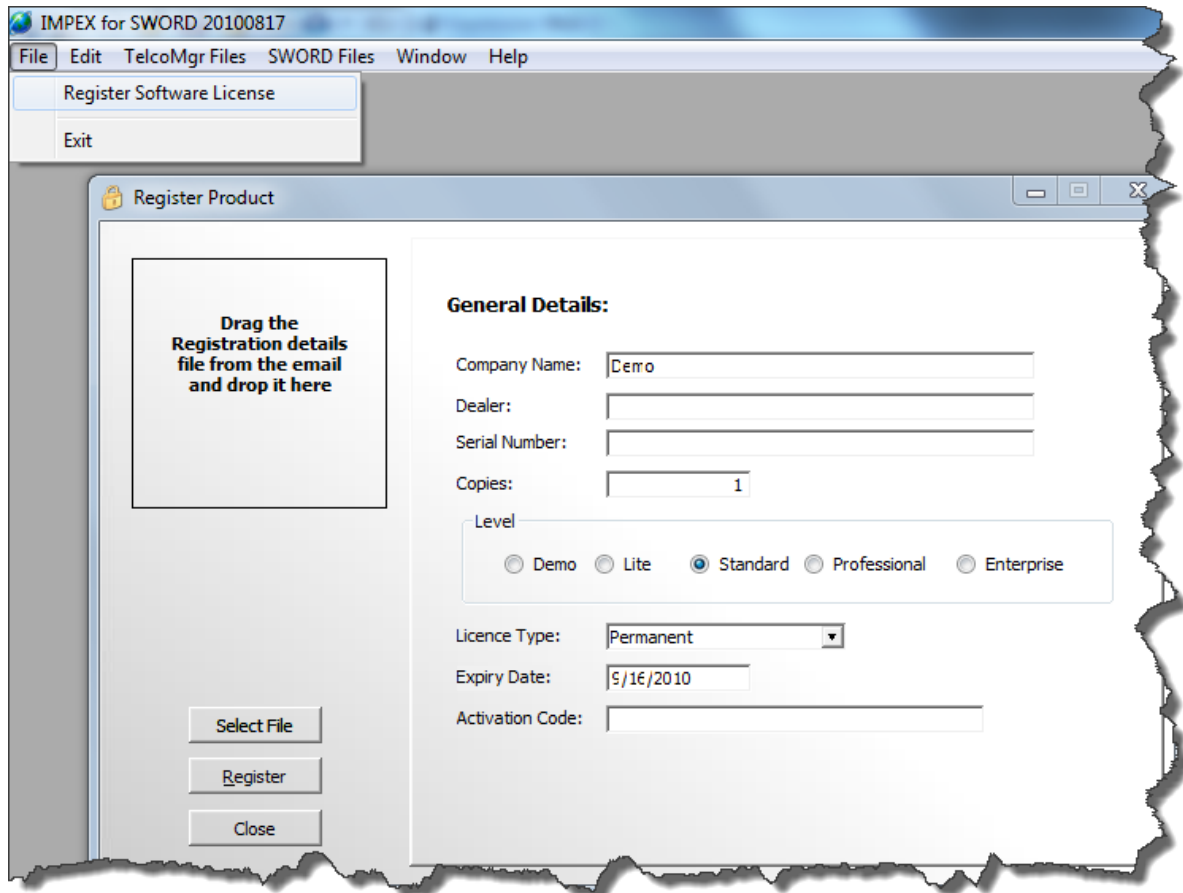 IMPEX for SWORD 20100817
File Edit TelcoMgr Files SWORD Files Window Help
Register Software License
Exit
Register Product
Drag the
Registration details
file from the email
and drop it here
General Details:
Company Name: Demo
Dealer:
Serial Number:
Copies: 1
Level
Demo Lite Standard Professional Enterprise
Licence Type: Permanent
Expiry Date: 9/16/2010
Activation Code:
Select File
Register
Close